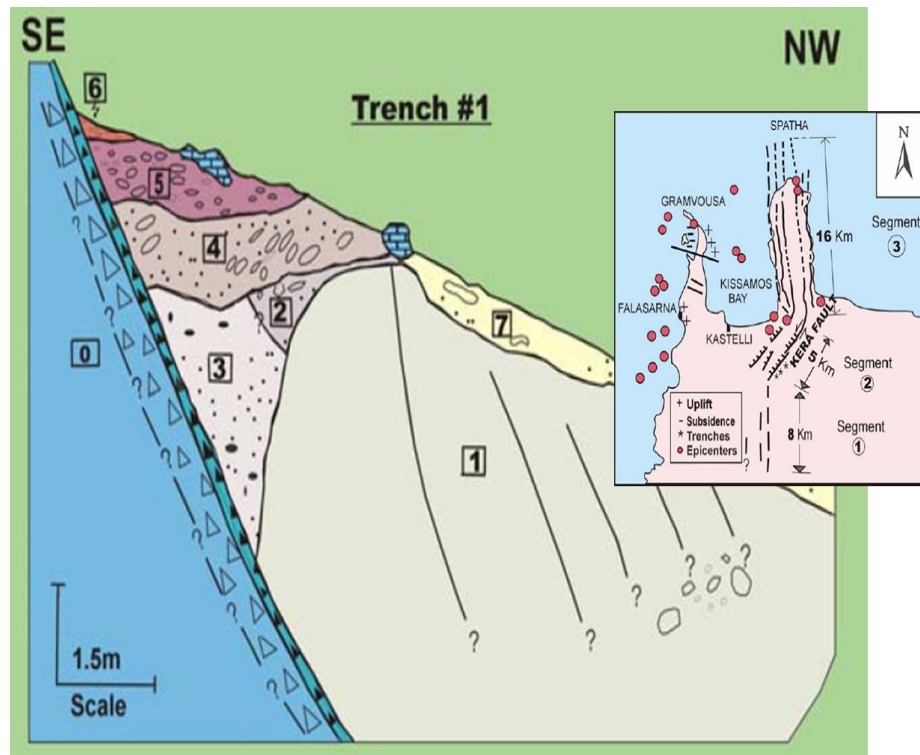 SE
NW
Trench #1
6
5
4
2
3
0
7
1
?
?
?
?
?
?
?
?
?
?
?
?
1.5m
Scale
N
SPATHA
GRAMVOUSA
16 Km
Segment
3
KISSAMOS
BAY
FALASARNA
KASTELLI
KERA FAULT
5 Km
Segment
2
Segment
1
8 Km
?
+ Uplift
- Subsidence
* Trenches
Epicenters